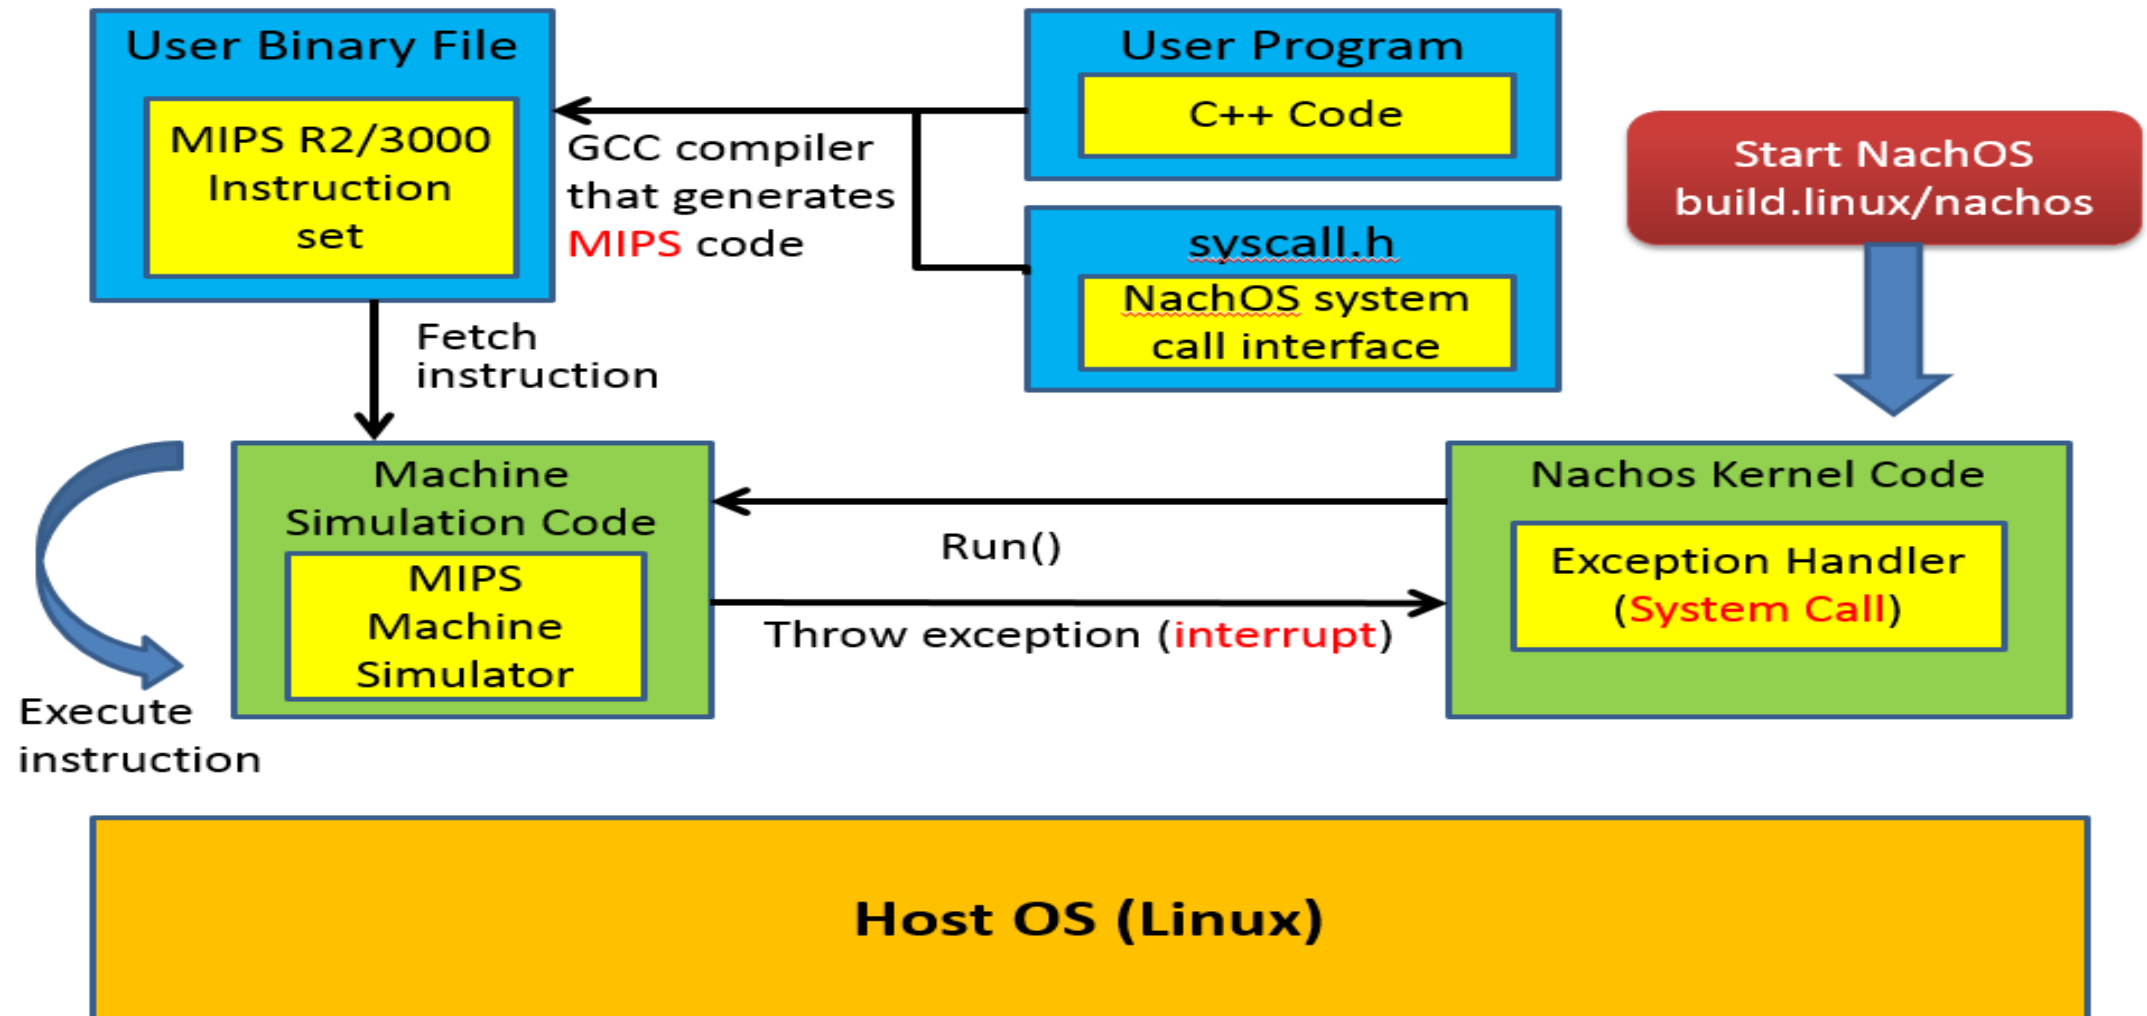 User Binary File
MIPS R2/3000
Instruction
set
GCC compiler
that generates
MIPS code
User Program
C++ Code
syscall.h
NachOS system
call interface
Start NachOS
build.linux/nachos
Fetch
instruction
Machine
Simulation Code
MIPS
Machine
Simulator
Execute
instruction
Run()
Throw exception (interrupt)
Nachos Kernel Code
Exception Handler
(System Call)
Host OS (Linux)